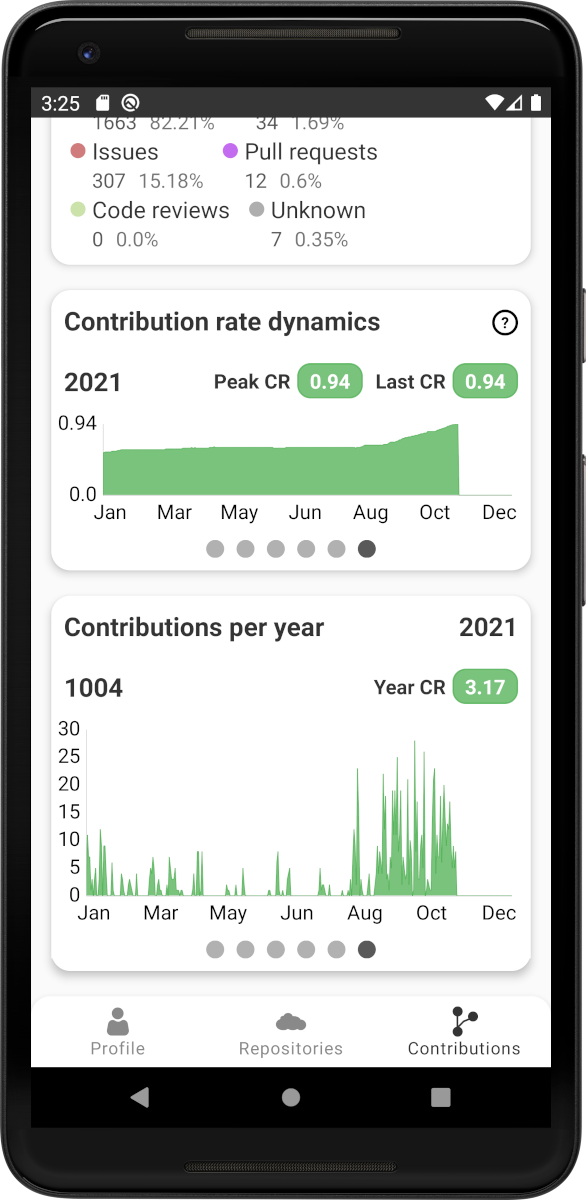 3:25
1663 82.21% 34 1.69%
Issues Pull requests
307 15.18% 12 0.6%
Code reviews Unknown
0 0.0% 7 0.35%
Contribution rate dynamics ?
2021 Peak CR 0.94 Last CR 0.94
0.94
0.0
Jan Mar May Jun Aug Oct Dec
Contributions per year 2021
1004 Year CR 3.17
30
25
20
15
10
5
0
Jan Mar May Jun Aug Oct Dec
Profile Repositories Contributions